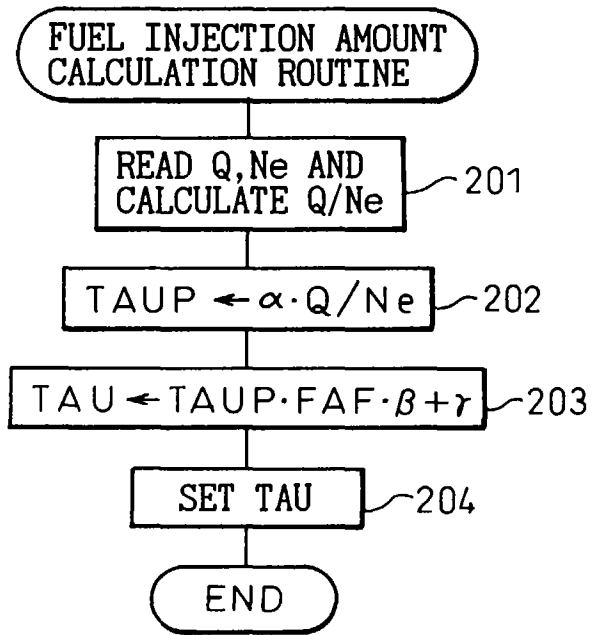 FUEL INJECTION AMOUNT
CALCULATION ROUTINE
READ Q,Ne AND
CALCULATE Q/Ne
201
TAUP ← α·Q/Ne
202
TAU ← TAUP·FAF·β+γ
203
SET TAU
204
END